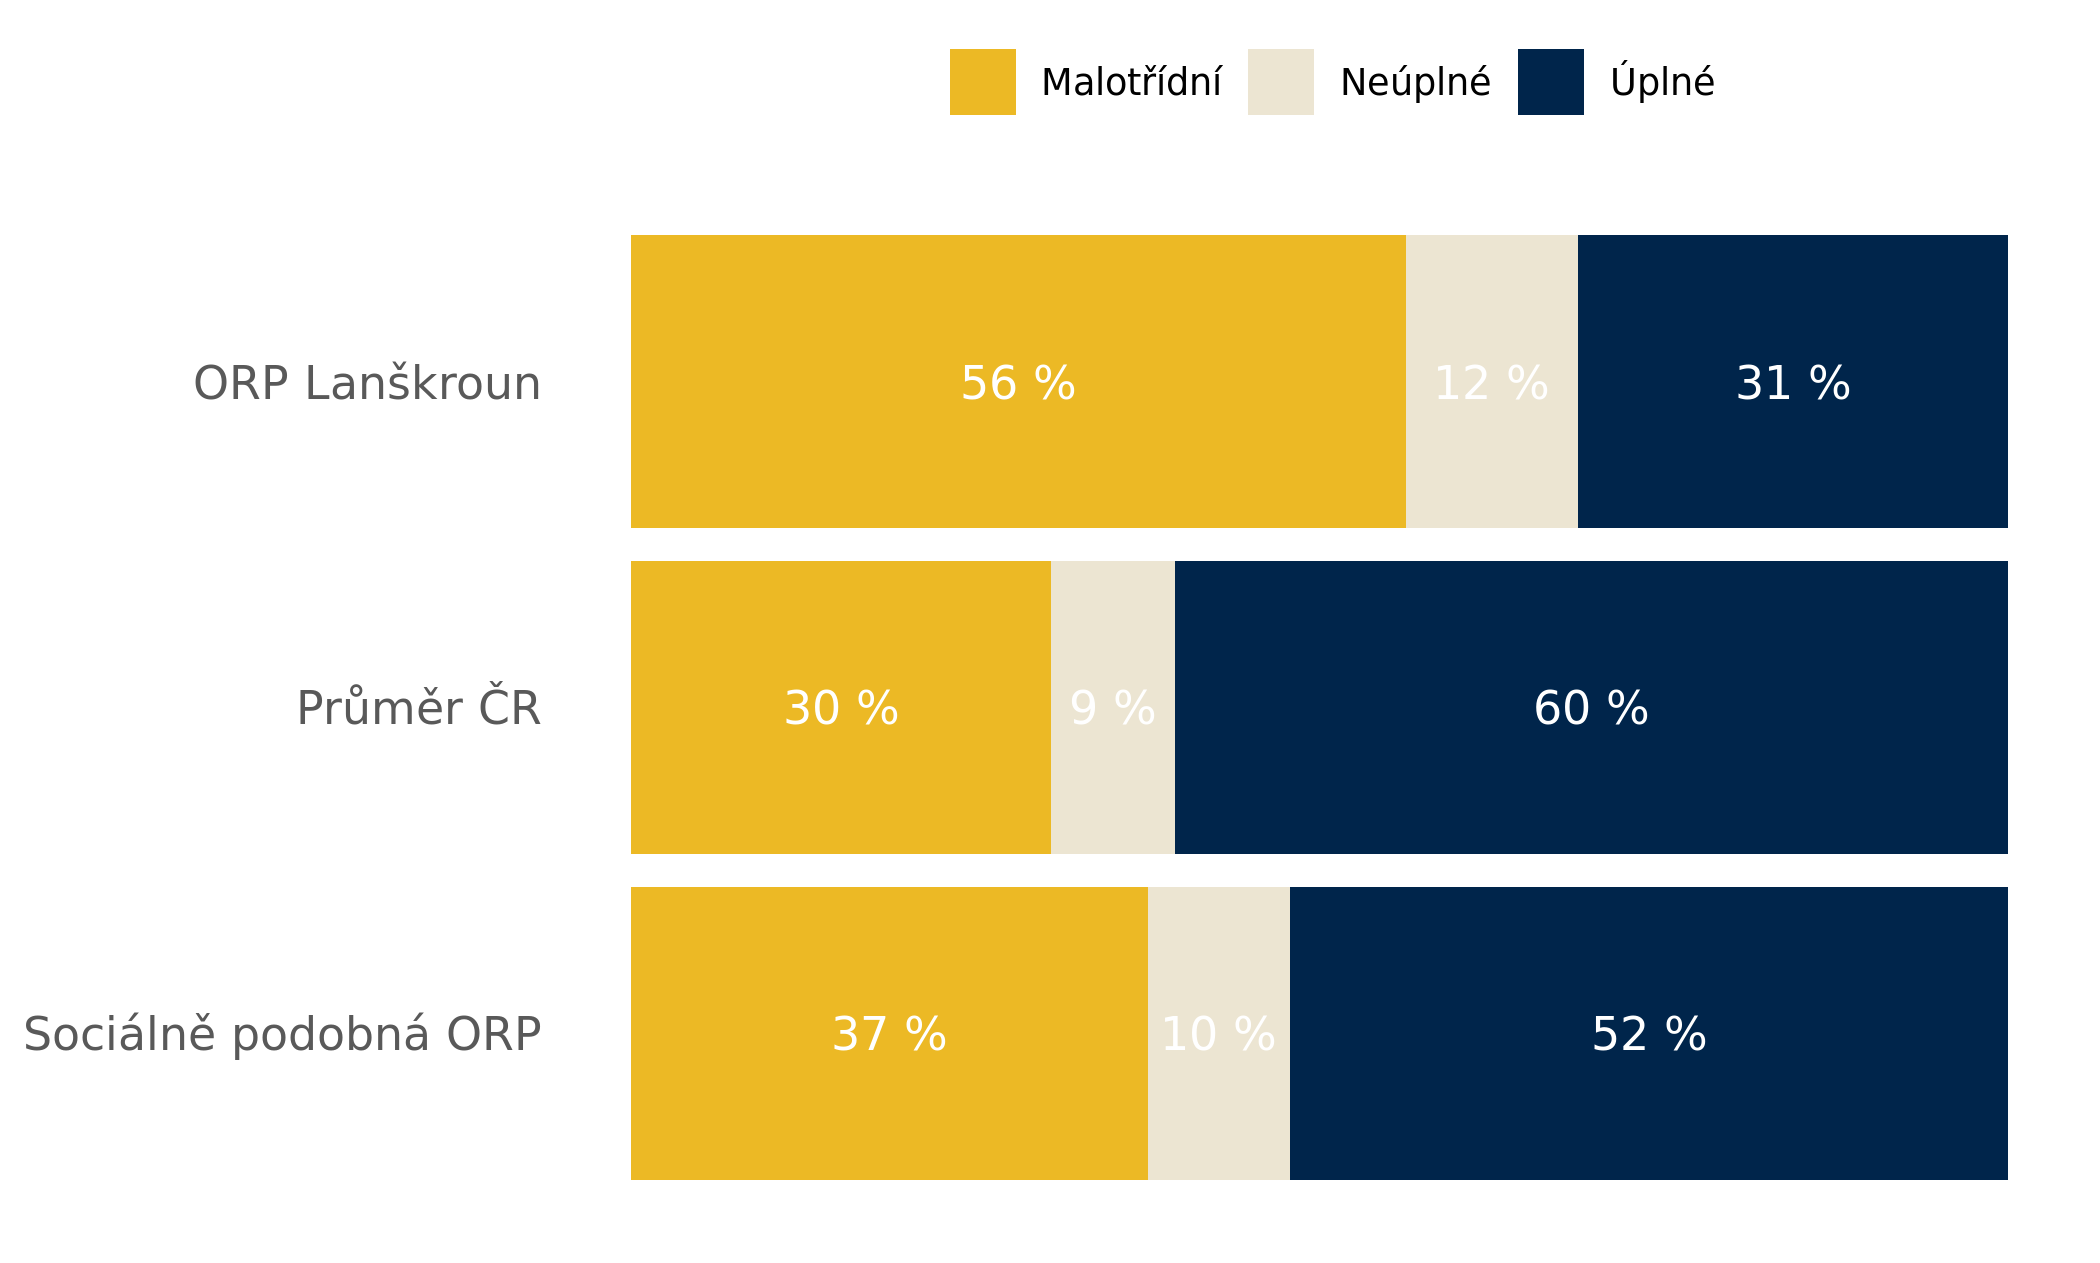 Malotřídní Neúplné Úplné
ORP Lanškroun 56 % 12 % 31 %
Průměr ČR 30 % 9 % 60 %
Sociálně podobná ORP 37 % 10 % 52 %